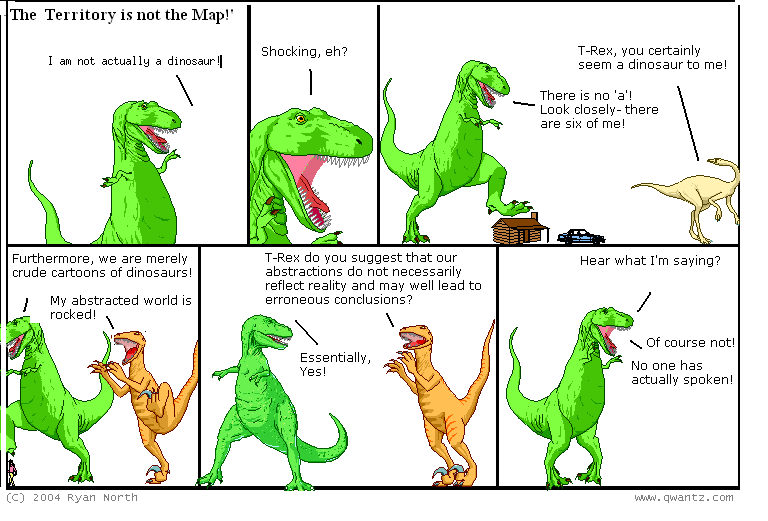 The 'Territory is not the Map!'
I am not actually a dinosaur!
Shocking, eh?
T-Rex, you certainly
seem a dinosaur to me!
There is no 'a'!
Look closely- there
are six of me!
Furthermore, we are merely
crude cartoons of dinosaurs!
My abstracted world is
rocked!
T-Rex do you suggest that our
abstractions do not necessarily
reflect reality and may well lead to
erroneous conclusions?
Essentially,
Yes!
Hear what I'm saying?
Of course not!
No one has
actually spoken!
(C) 2004 Ryan North
www.qwantz.com